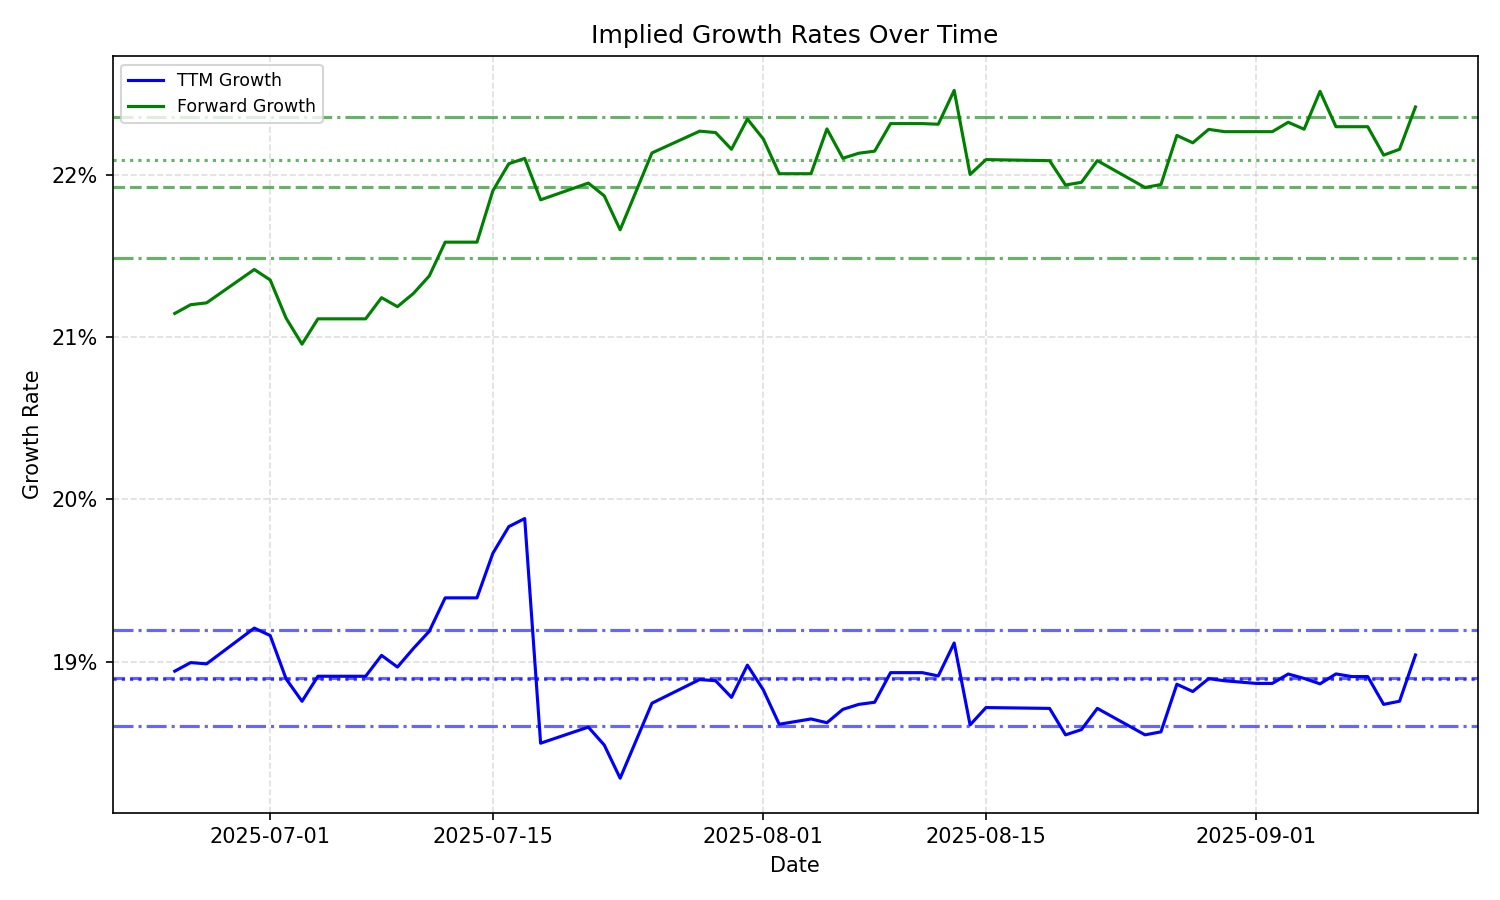 Implied Growth Rates Over Time
TTM Growth
Forward Growth
22%
21%
20%
19%
Growth Rate
2025-07-01
2025-07-15
2025-08-01
2025-08-15
2025-09-01
Date